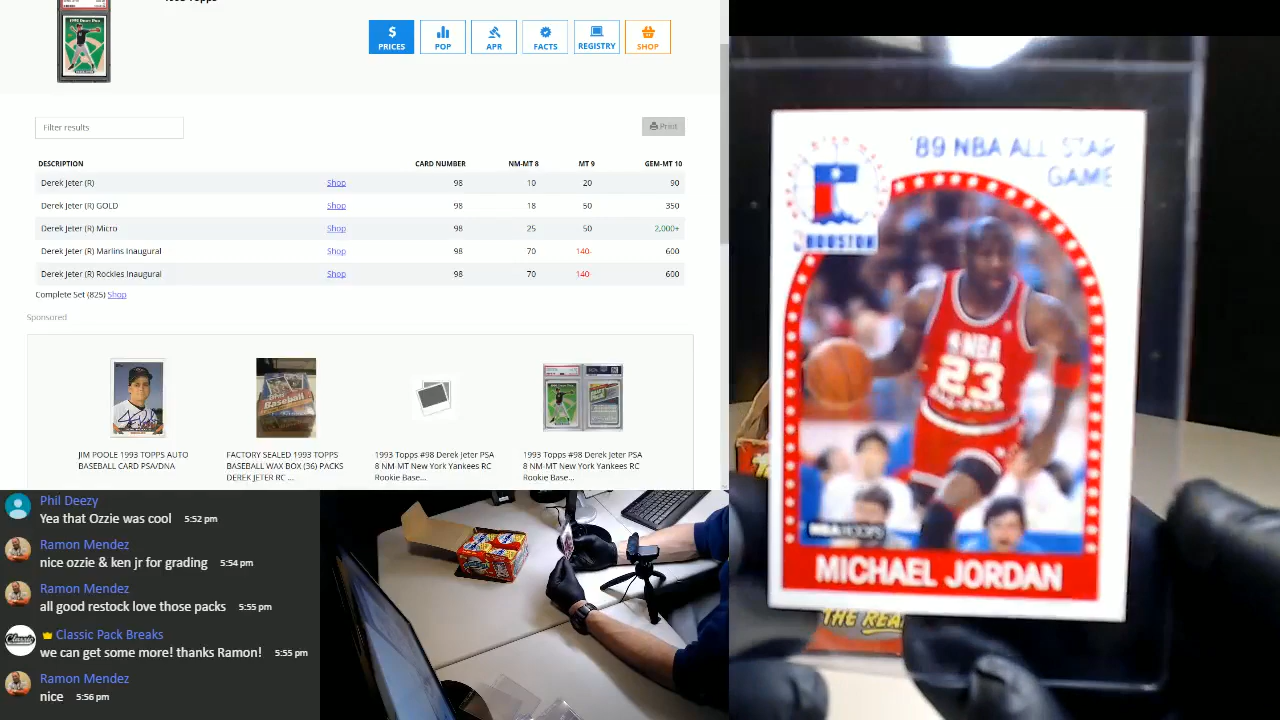 1993 Topps
PRICES
POP
APR
FACTS
REGISTRY
SHOP
Filter results
Print
DESCRIPTION CARD NUMBER NM-MT 8 MT 9 GEM-MT 10
Derek Jeter (R) Shop 98 10 20 90
Derek Jeter (R) GOLD Shop 98 18 50 350
Derek Jeter (R) Micro Shop 98 25 50 2,000+
Derek Jeter (R) Marlins Inaugural Shop 98 70 140- 600
Derek Jeter (R) Rockies Inaugural Shop 98 70 140- 600
Complete Set (825) Shop
Sponsored
JIM POOLE 1993 TOPPS AUTO
BASEBALL CARD PSA/DNA
FACTORY SEALED 1993 TOPPS
BASEBALL WAX BOX (36) PACKS
DEREK JETER RC ...
1993 Topps #98 Derek Jeter PSA
8 NM-MT New York Yankees RC
Rookie Base...
1993 Topps #98 Derek Jeter PSA
8 NM-MT New York Yankees RC
Rookie Base...
Phil Deezy
Yea that Ozzie was cool 5:52 pm
Ramon Mendez
nice ozzie & ken jr for grading 5:54 pm
Ramon Mendez
all good restock love those packs 5:55 pm
Classic Pack Breaks
we can get some more! thanks Ramon! 5:55 pm
Ramon Mendez
nice 5:56 pm
'89 NBA ALL STAR
GAME
HOUSTON
NBA
23
NBA HOOPS
MICHAEL JORDAN
THE REA